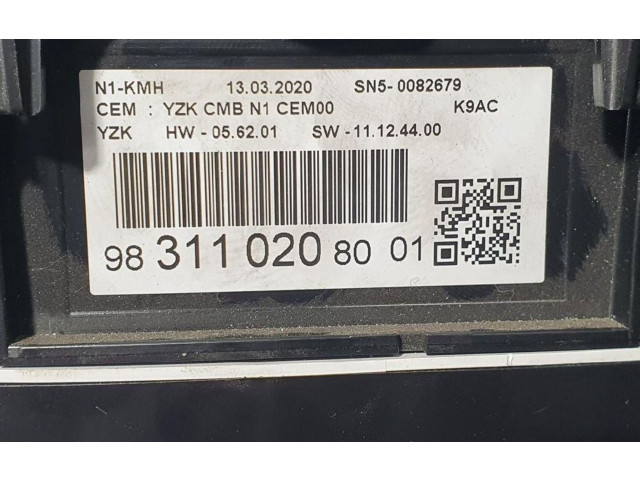 N1-KMH 13.03.2020 SN5- 0082679
CEM : YZK CMB N1 CEM00 K9AC
YZK HW - 05.62.01 SW - 11.12.44.00
98 311 020 80 01